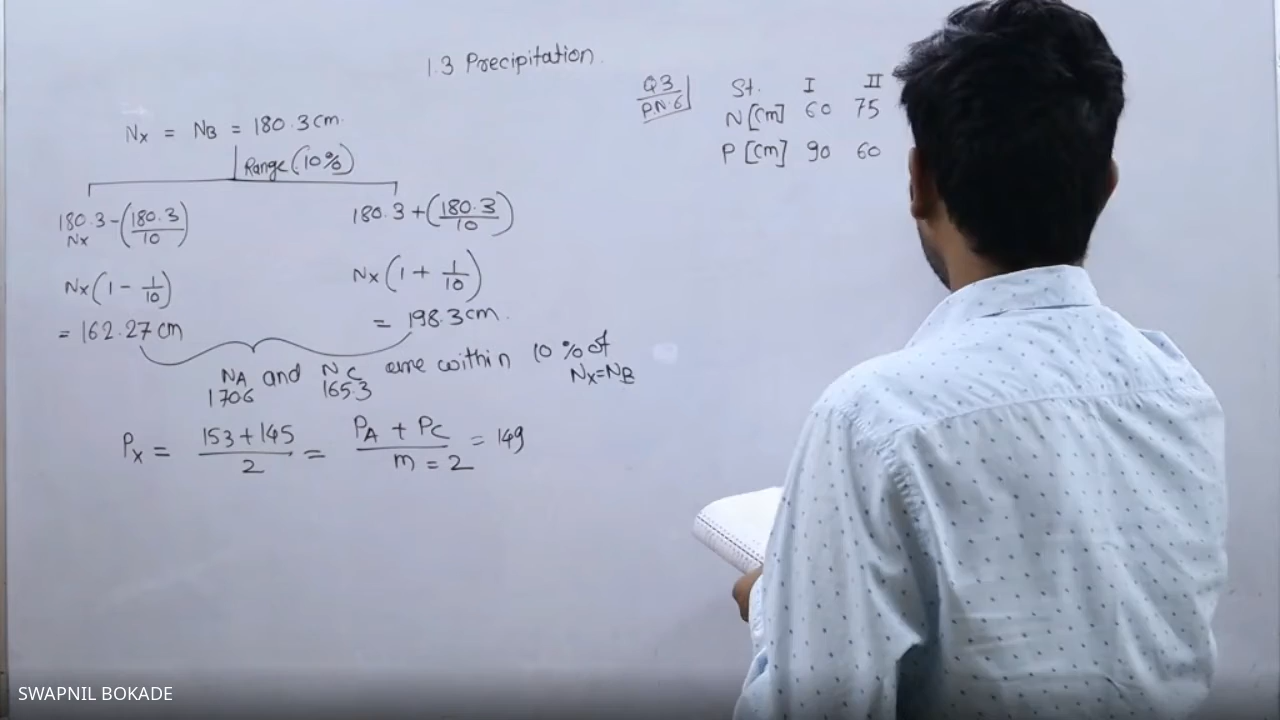 1.3 Precipitation.
Nx = NB = 180.3 cm.
Range (10%)
180.3 - (180.3/10)
Nx
180.3 + (180.3/10)
Nx (1 - 1/10)
Nx (1 + 1/10)
= 162.27 cm
= 198.3 cm.
NA and NC are within 10% of
170.6 165.3 Nx=NB
Px = 153+145/2 = PA + PC/m = 2 = 149
Q3
P.N.6
St. I II
N [cm] 60 75
P [cm] 90 60
SWAPNIL BOKADE